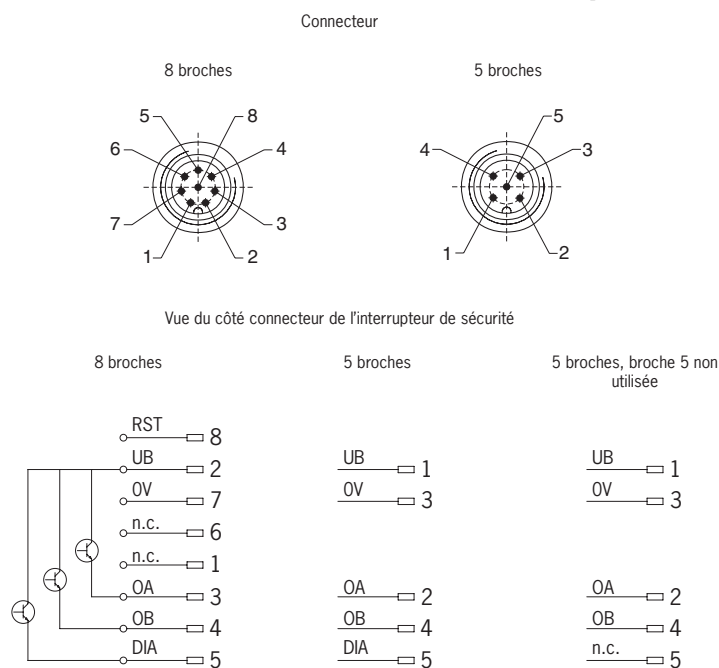 Connecteur
8 broches
5 broches
5
8
6
4
7
3
1
2
5
4
3
1
2
Vue du côté connecteur de l'interrupteur de sécurité
8 broches
5 broches
5 broches, broche 5 non
utilisée
RST 8
UB 2
0V 7
n.c. 6
n.c. 1
OA 3
OB 4
DIA 5
UB 1
0V 3
OA 2
OB 4
DIA 5
UB 1
0V 3
OA 2
OB 4
n.c. 5